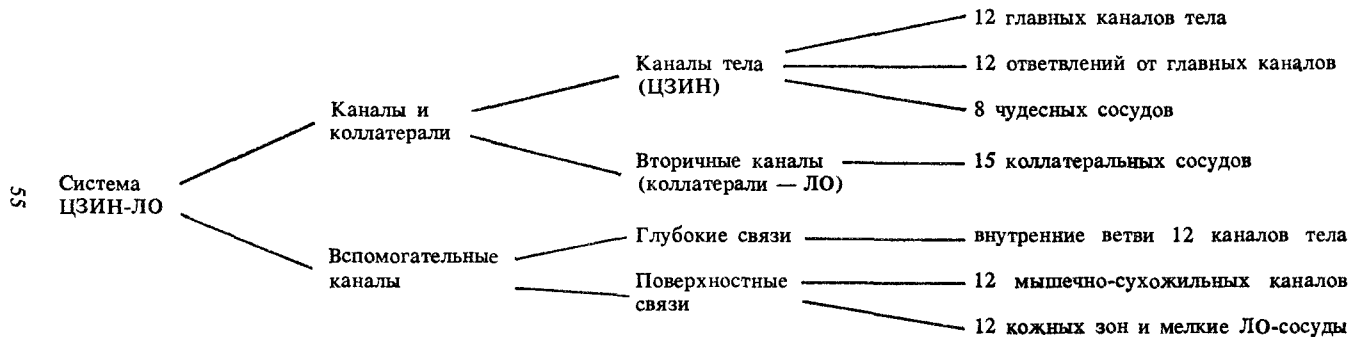 12 главных каналов тела
Каналы тела
(ЦЗИН)
12 ответвлений от главных каналов
8 чудесных сосудов
Каналы и
коллатерали
Вторичные каналы
(коллатерали — ЛО)
15 коллатеральных сосудов
Система
ЦЗИН-ЛО
55
Глубокие связи
внутренние ветви 12 каналов тела
Вспомогательные
каналы
Поверхностные
связи
12 мышечно-сухожильных каналов
12 кожных зон и мелкие ЛО-сосуды